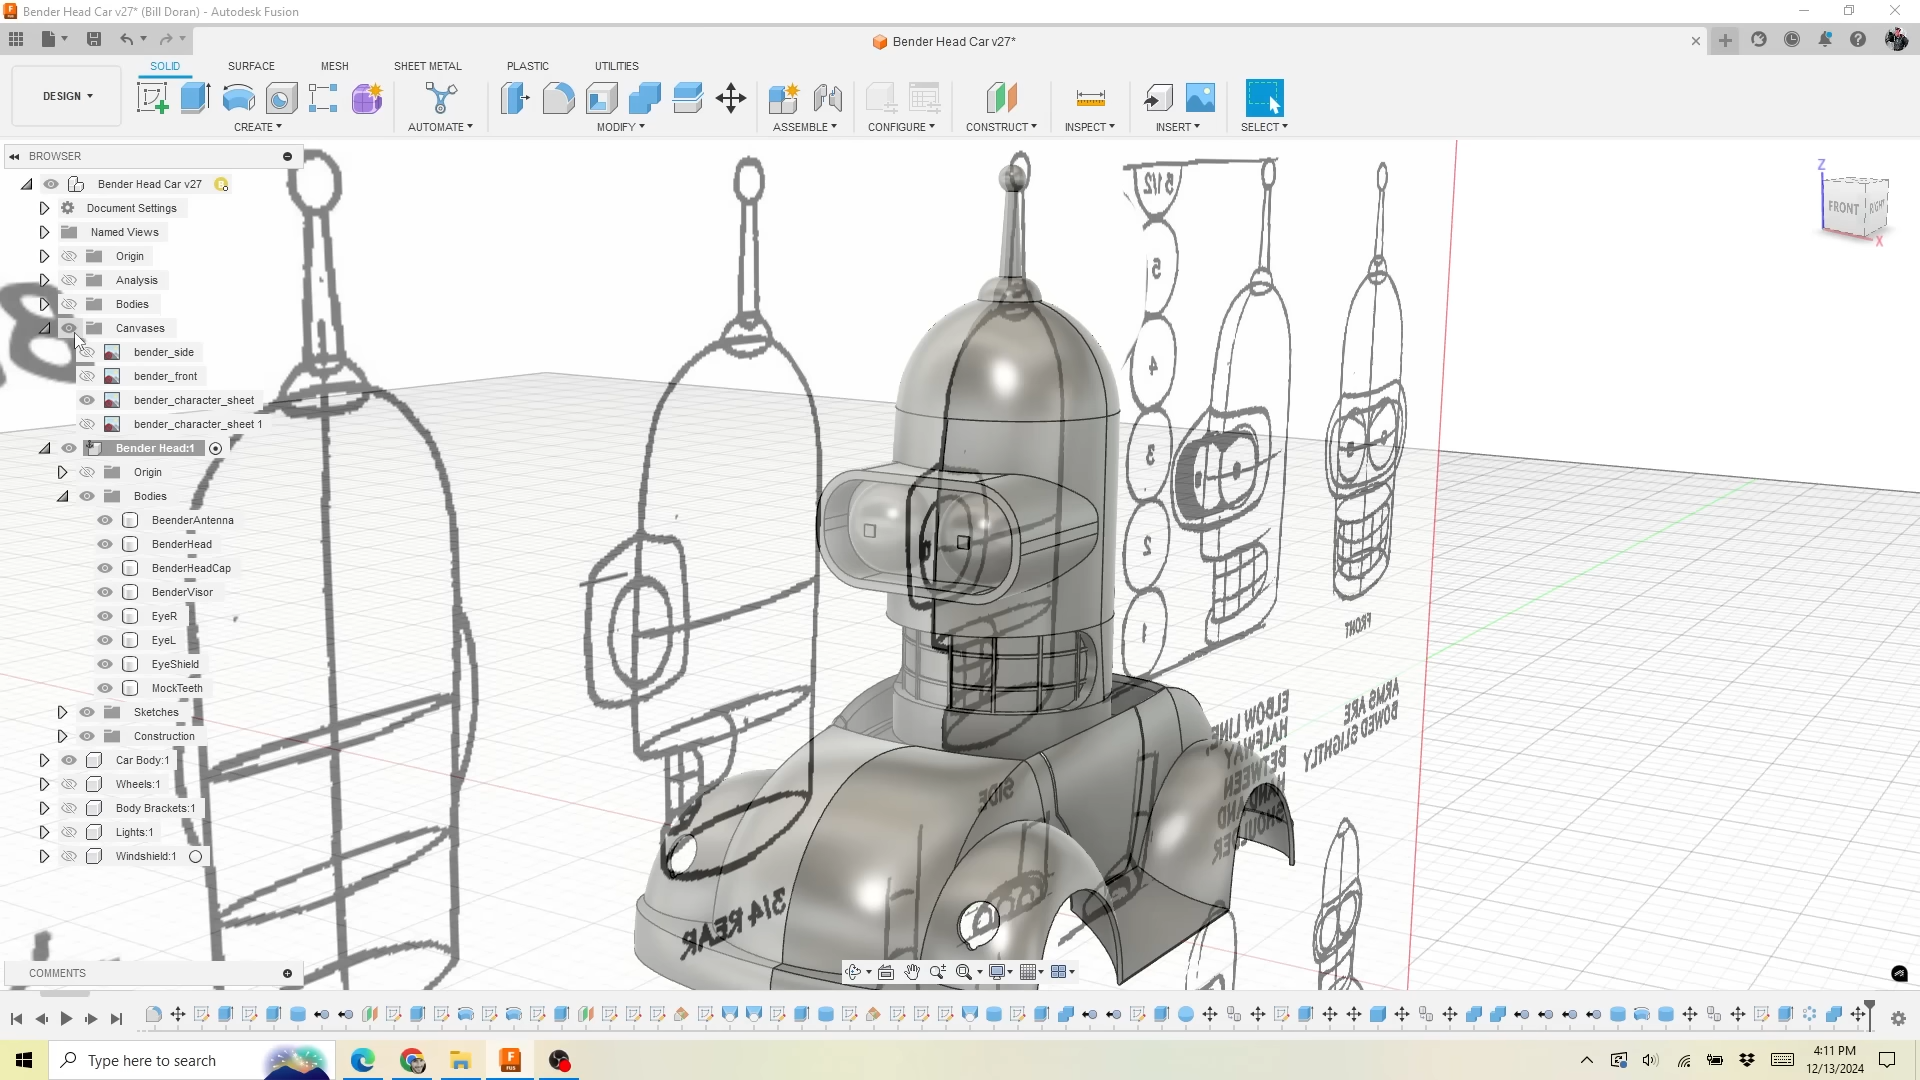 Bender Head Car v27* (Bill Doran) - Autodesk Fusion
Bender Head Car v27*
DESIGN
SOLID
SURFACE
MESH
SHEET METAL
PLASTIC
UTILITIES
CREATE
AUTOMATE
MODIFY
ASSEMBLE
CONFIGURE
CONSTRUCT
INSPECT
INSERT
SELECT
BROWSER
Bender Head Car v27
Document Settings
Named Views
Origin
Analysis
Bodies
Canvases
bender_side
bender_front
bender_character_sheet
bender_character_sheet 1
Bender Head:1
Origin
Bodies
BeenderAntenna
BenderHead
BenderHeadCap
BenderVisor
EyeR
EyeL
EyeShield
MockTeeth
Sketches
Construction
Car Body:1
Wheels:1
Body Brackets:1
Lights:1
Windshield:1
COMMENTS
Z
FRONT
RIGHT
X
5 1/2
5
4
3
2
1
FRONT
SIDE
3/4 REAR
ELBOW LINE
HALFWAY
BETWEEN
HAND AND
SHOULDER
ARMS ARE
BOWED SLIGHTLY
Type here to search
4:11 PM
12/13/2024